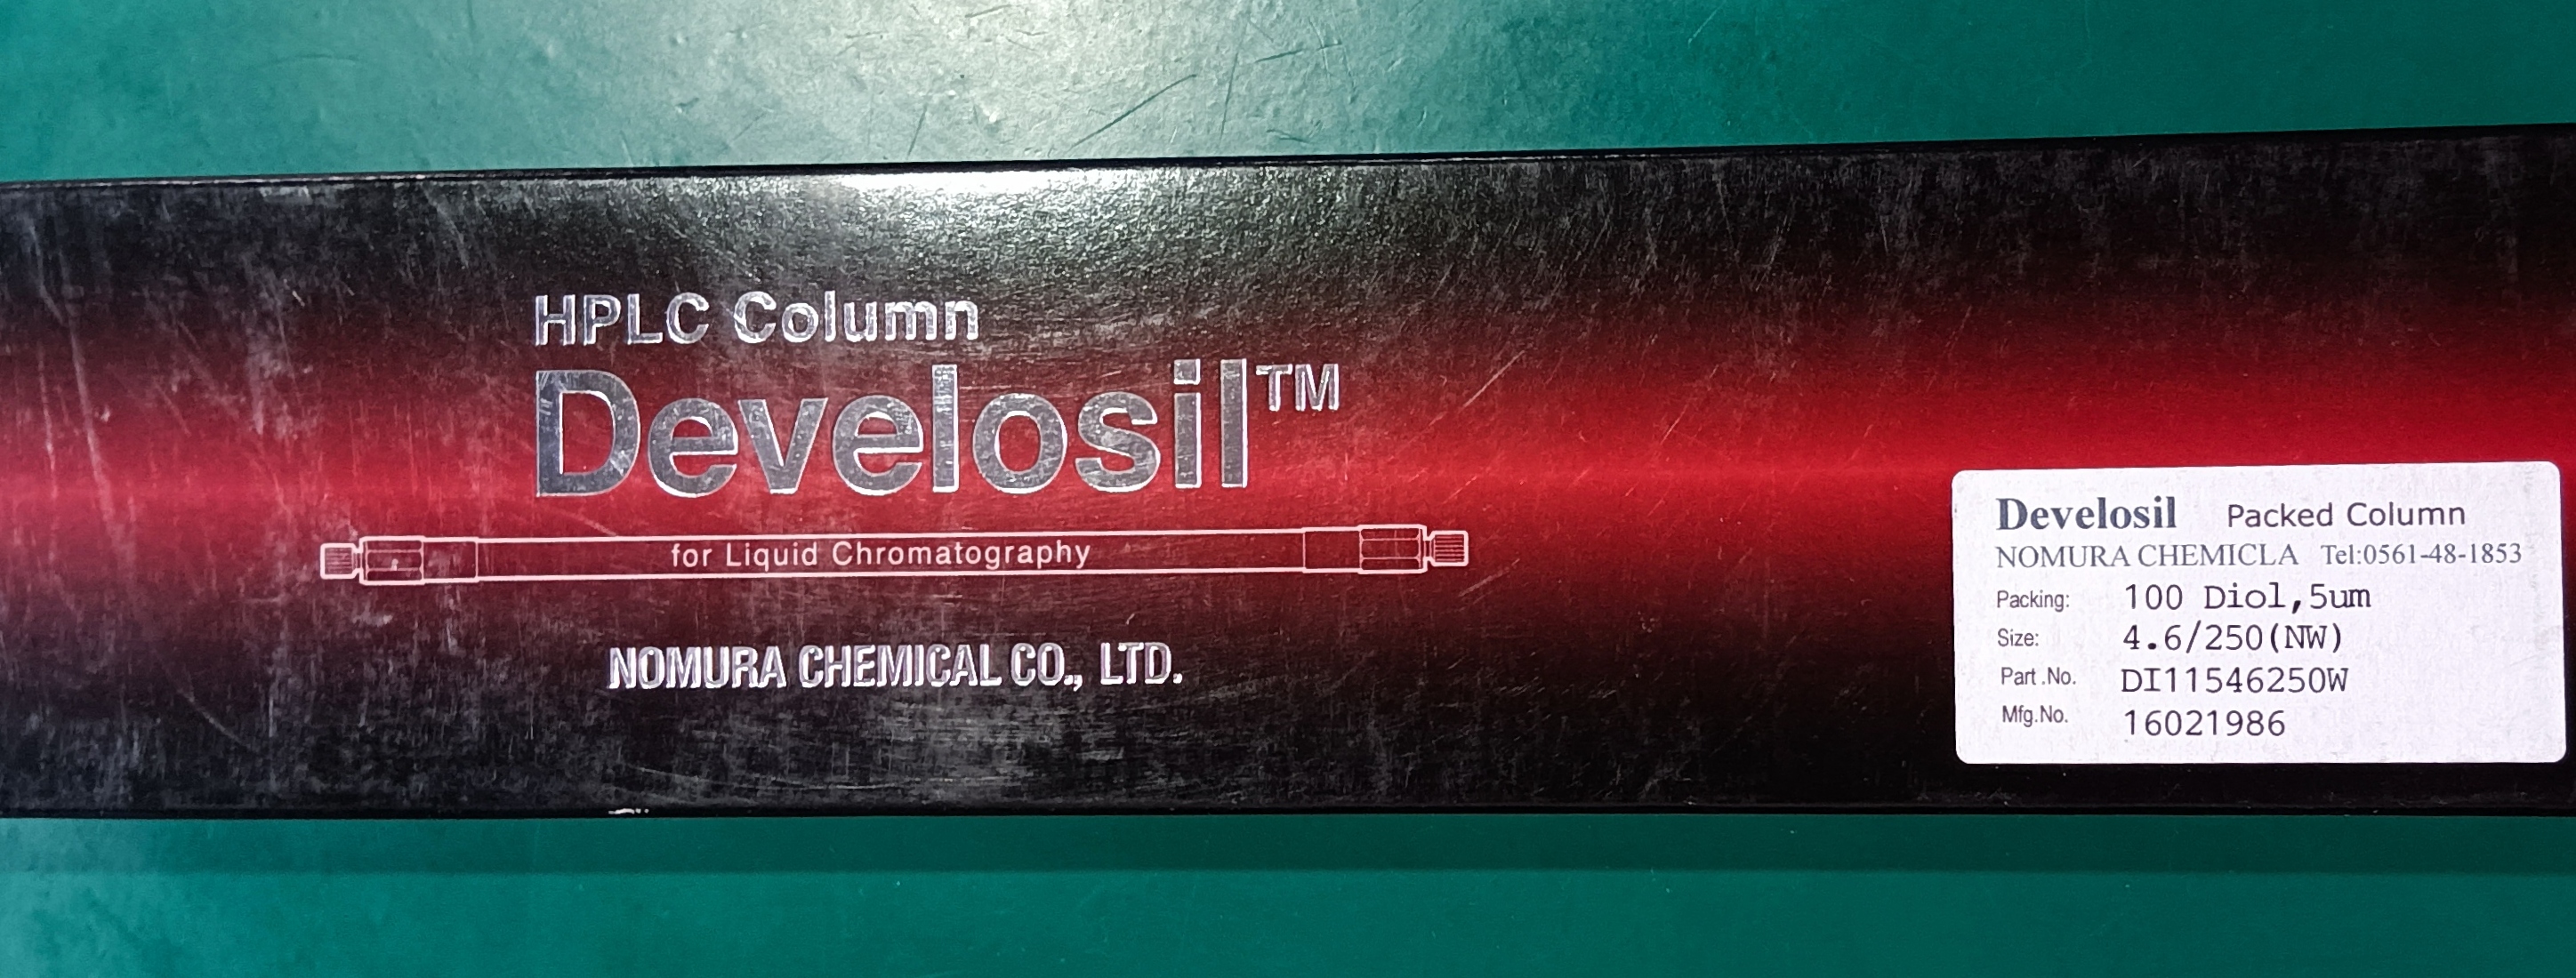 HPLC Column
Develosil™
for Liquid Chromatography
NOMURA CHEMICAL CO., LTD.
Develosil Packed Column
NOMURA CHEMICLA Tel:0561-48-1853
Packing: 100 Diol,5um
Size: 4.6/250(NW)
Part .No. DI11546250W
Mfg.No. 16021986